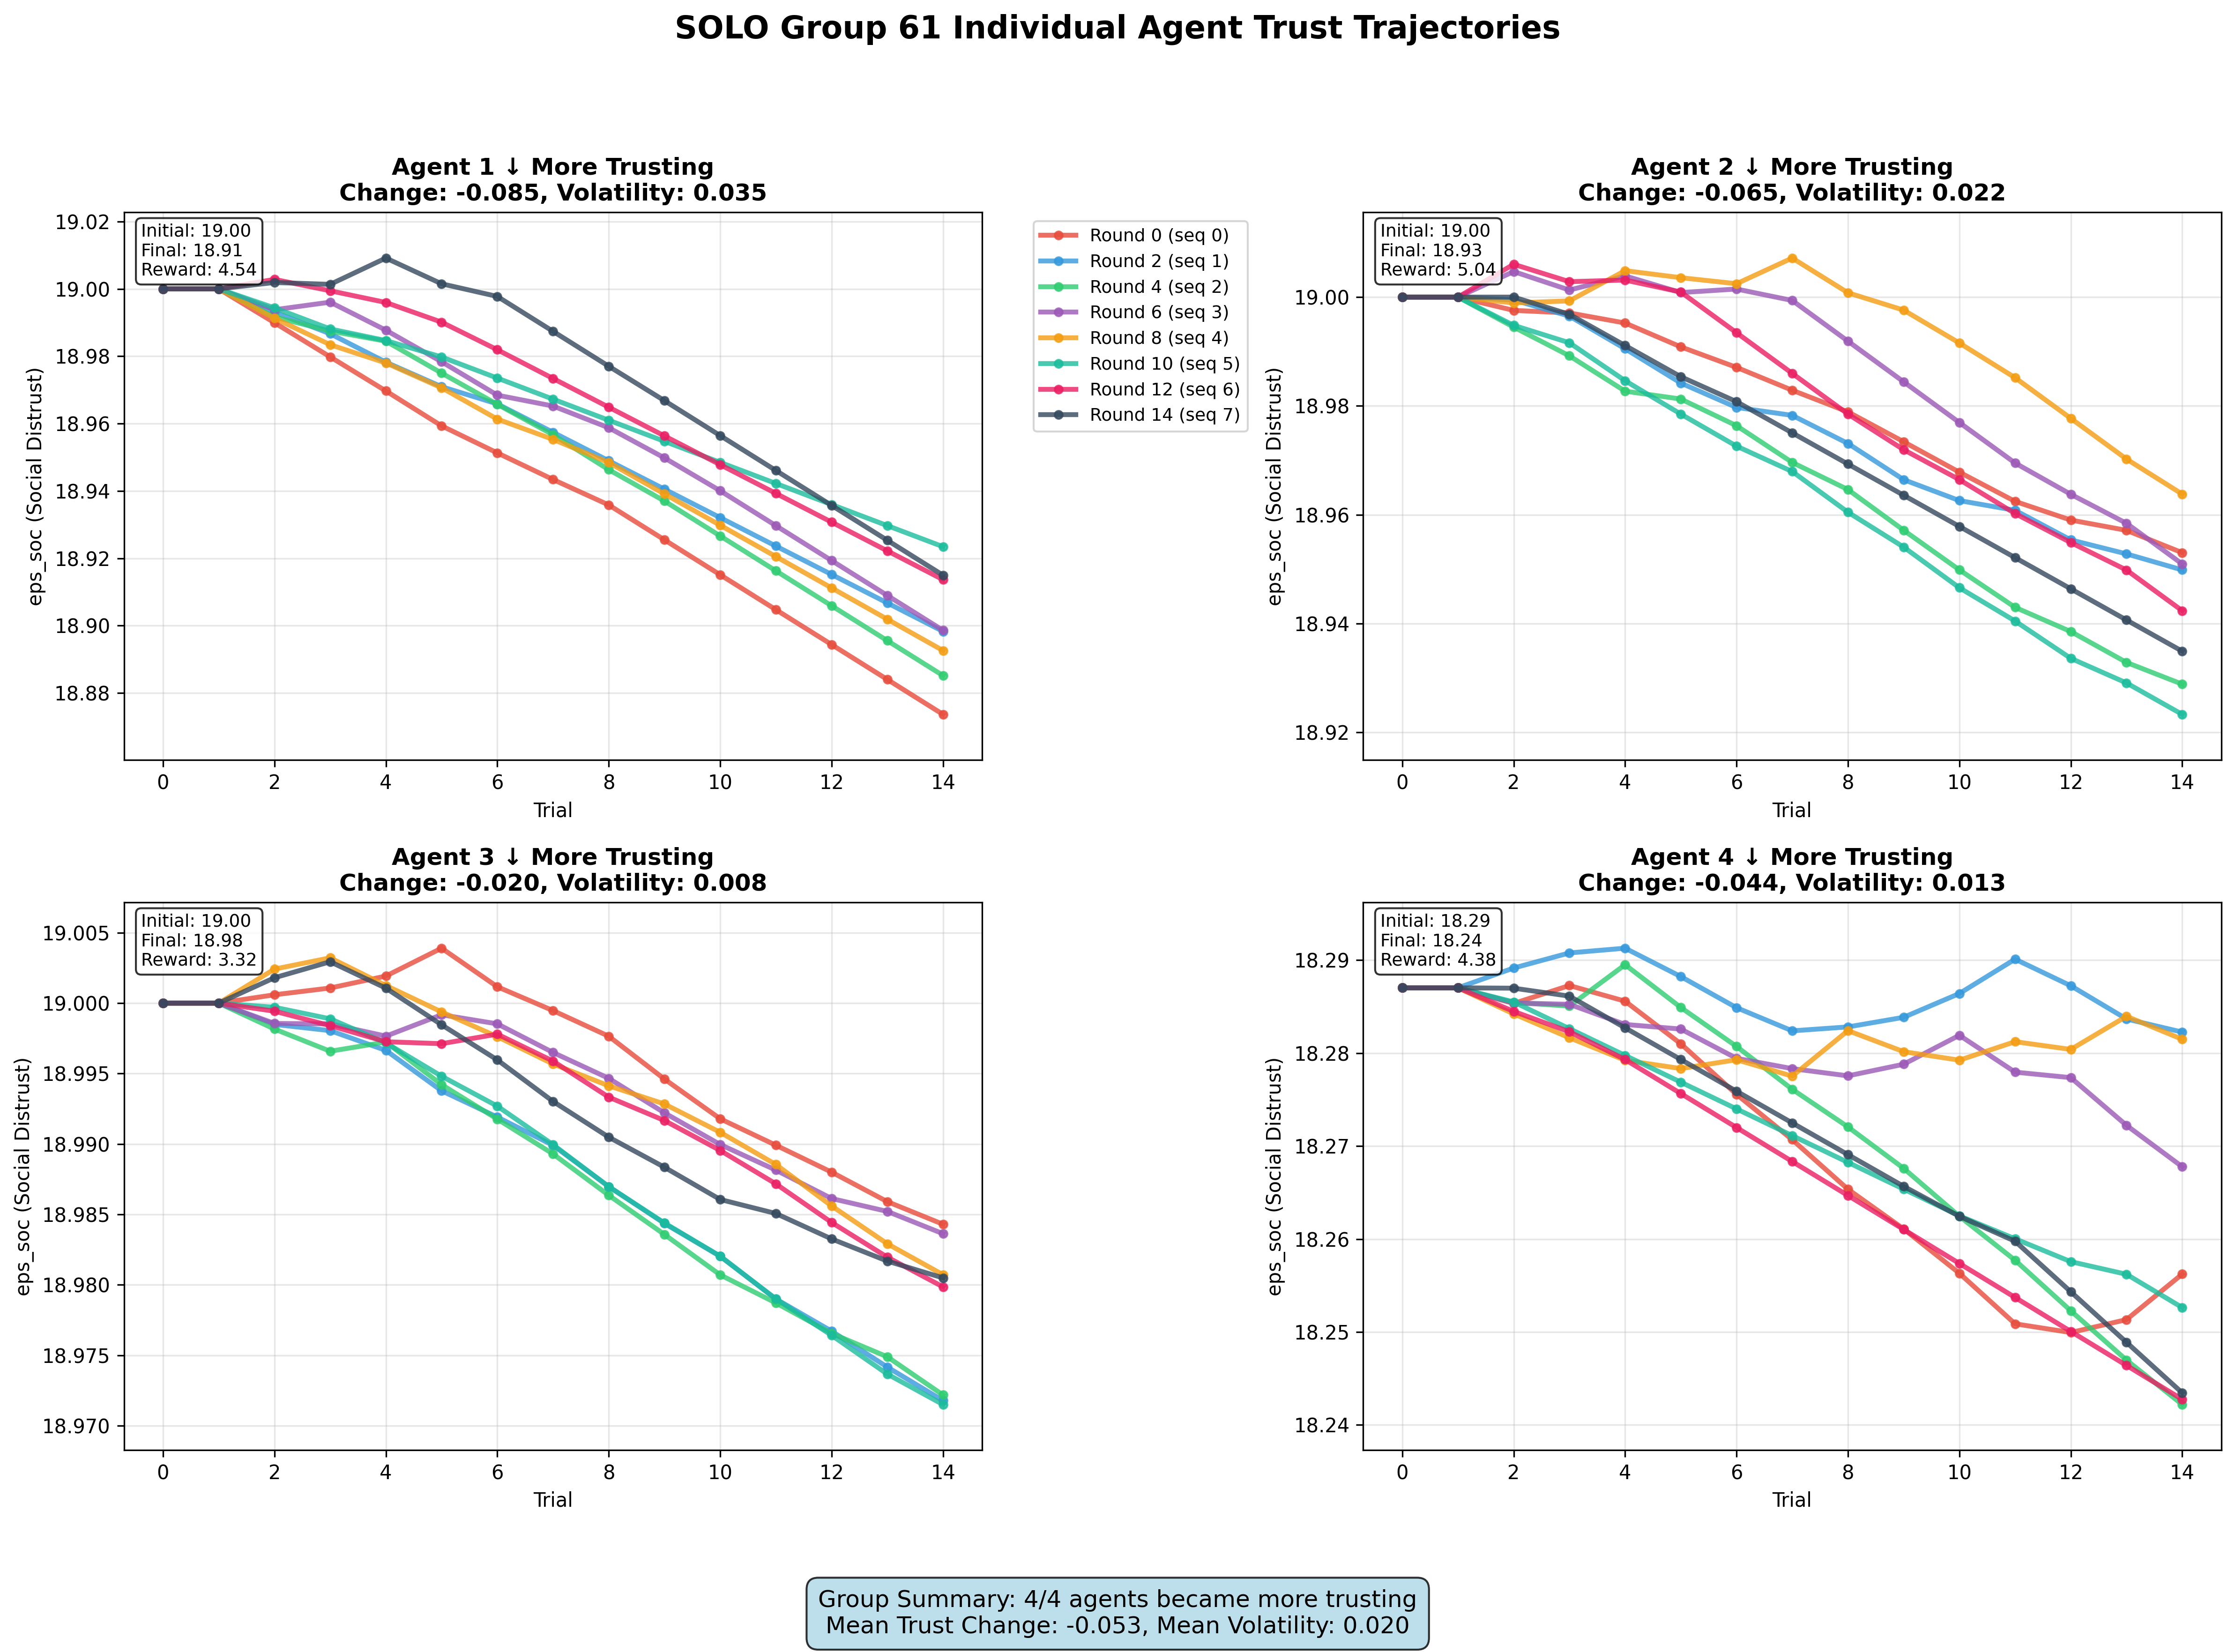 SOLO Group 61 Individual Agent Trust Trajectories
Agent 1 ↓ More Trusting
Change: -0.085, Volatility: 0.035
Initial: 19.00
Final: 18.91
Reward: 4.54
19.02
19.00
18.98
18.96
18.94
18.92
18.90
18.88
eps_soc (Social Distrust)
0 2 4 6 8 10 12 14
Trial
Round 0 (seq 0)
Round 2 (seq 1)
Round 4 (seq 2)
Round 6 (seq 3)
Round 8 (seq 4)
Round 10 (seq 5)
Round 12 (seq 6)
Round 14 (seq 7)
Agent 2 ↓ More Trusting
Change: -0.065, Volatility: 0.022
Initial: 19.00
Final: 18.93
Reward: 5.04
19.00
18.98
18.96
18.94
18.92
eps_soc (Social Distrust)
0 2 4 6 8 10 12 14
Trial
Agent 3 ↓ More Trusting
Change: -0.020, Volatility: 0.008
Initial: 19.00
Final: 18.98
Reward: 3.32
19.005
19.000
18.995
18.990
18.985
18.980
18.975
18.970
eps_soc (Social Distrust)
0 2 4 6 8 10 12 14
Trial
Agent 4 ↓ More Trusting
Change: -0.044, Volatility: 0.013
Initial: 18.29
Final: 18.24
Reward: 4.38
18.29
18.28
18.27
18.26
18.25
18.24
eps_soc (Social Distrust)
0 2 4 6 8 10 12 14
Trial
Group Summary: 4/4 agents became more trusting
Mean Trust Change: -0.053, Mean Volatility: 0.020